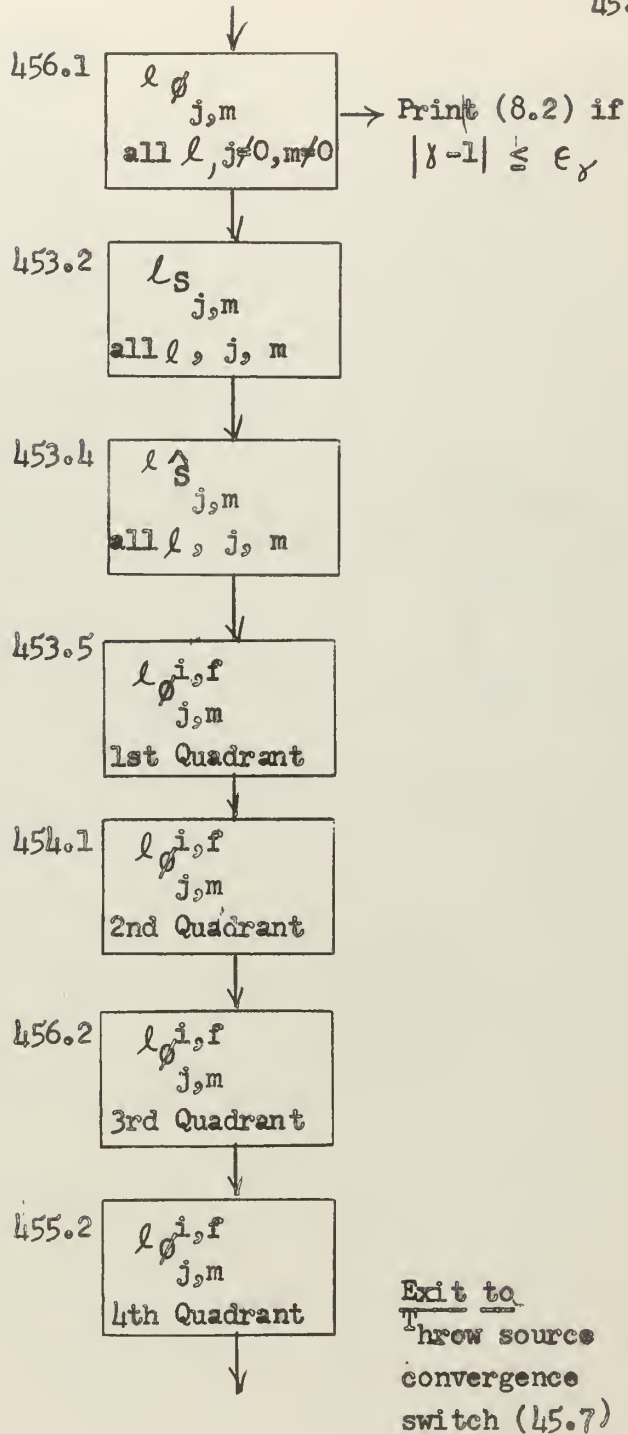 45.
456.1
ℓ ø j,m
all ℓ, j≠0, m≠0
→ Print (8.2) if
|γ-1| ≤ ϵγ
453.2
ℓ S j,m
all ℓ, j, m
453.4
ℓ Ŝ j,m
all ℓ, j, m
453.5
ℓ ø i,f j,m
1st Quadrant
454.1
ℓ ø i,f j,m
2nd Quadrant
456.2
ℓ ø i,f j,m
3rd Quadrant
455.2
ℓ ø i,f j,m
4th Quadrant
Exit to
Throw source
convergence
switch (45.7)